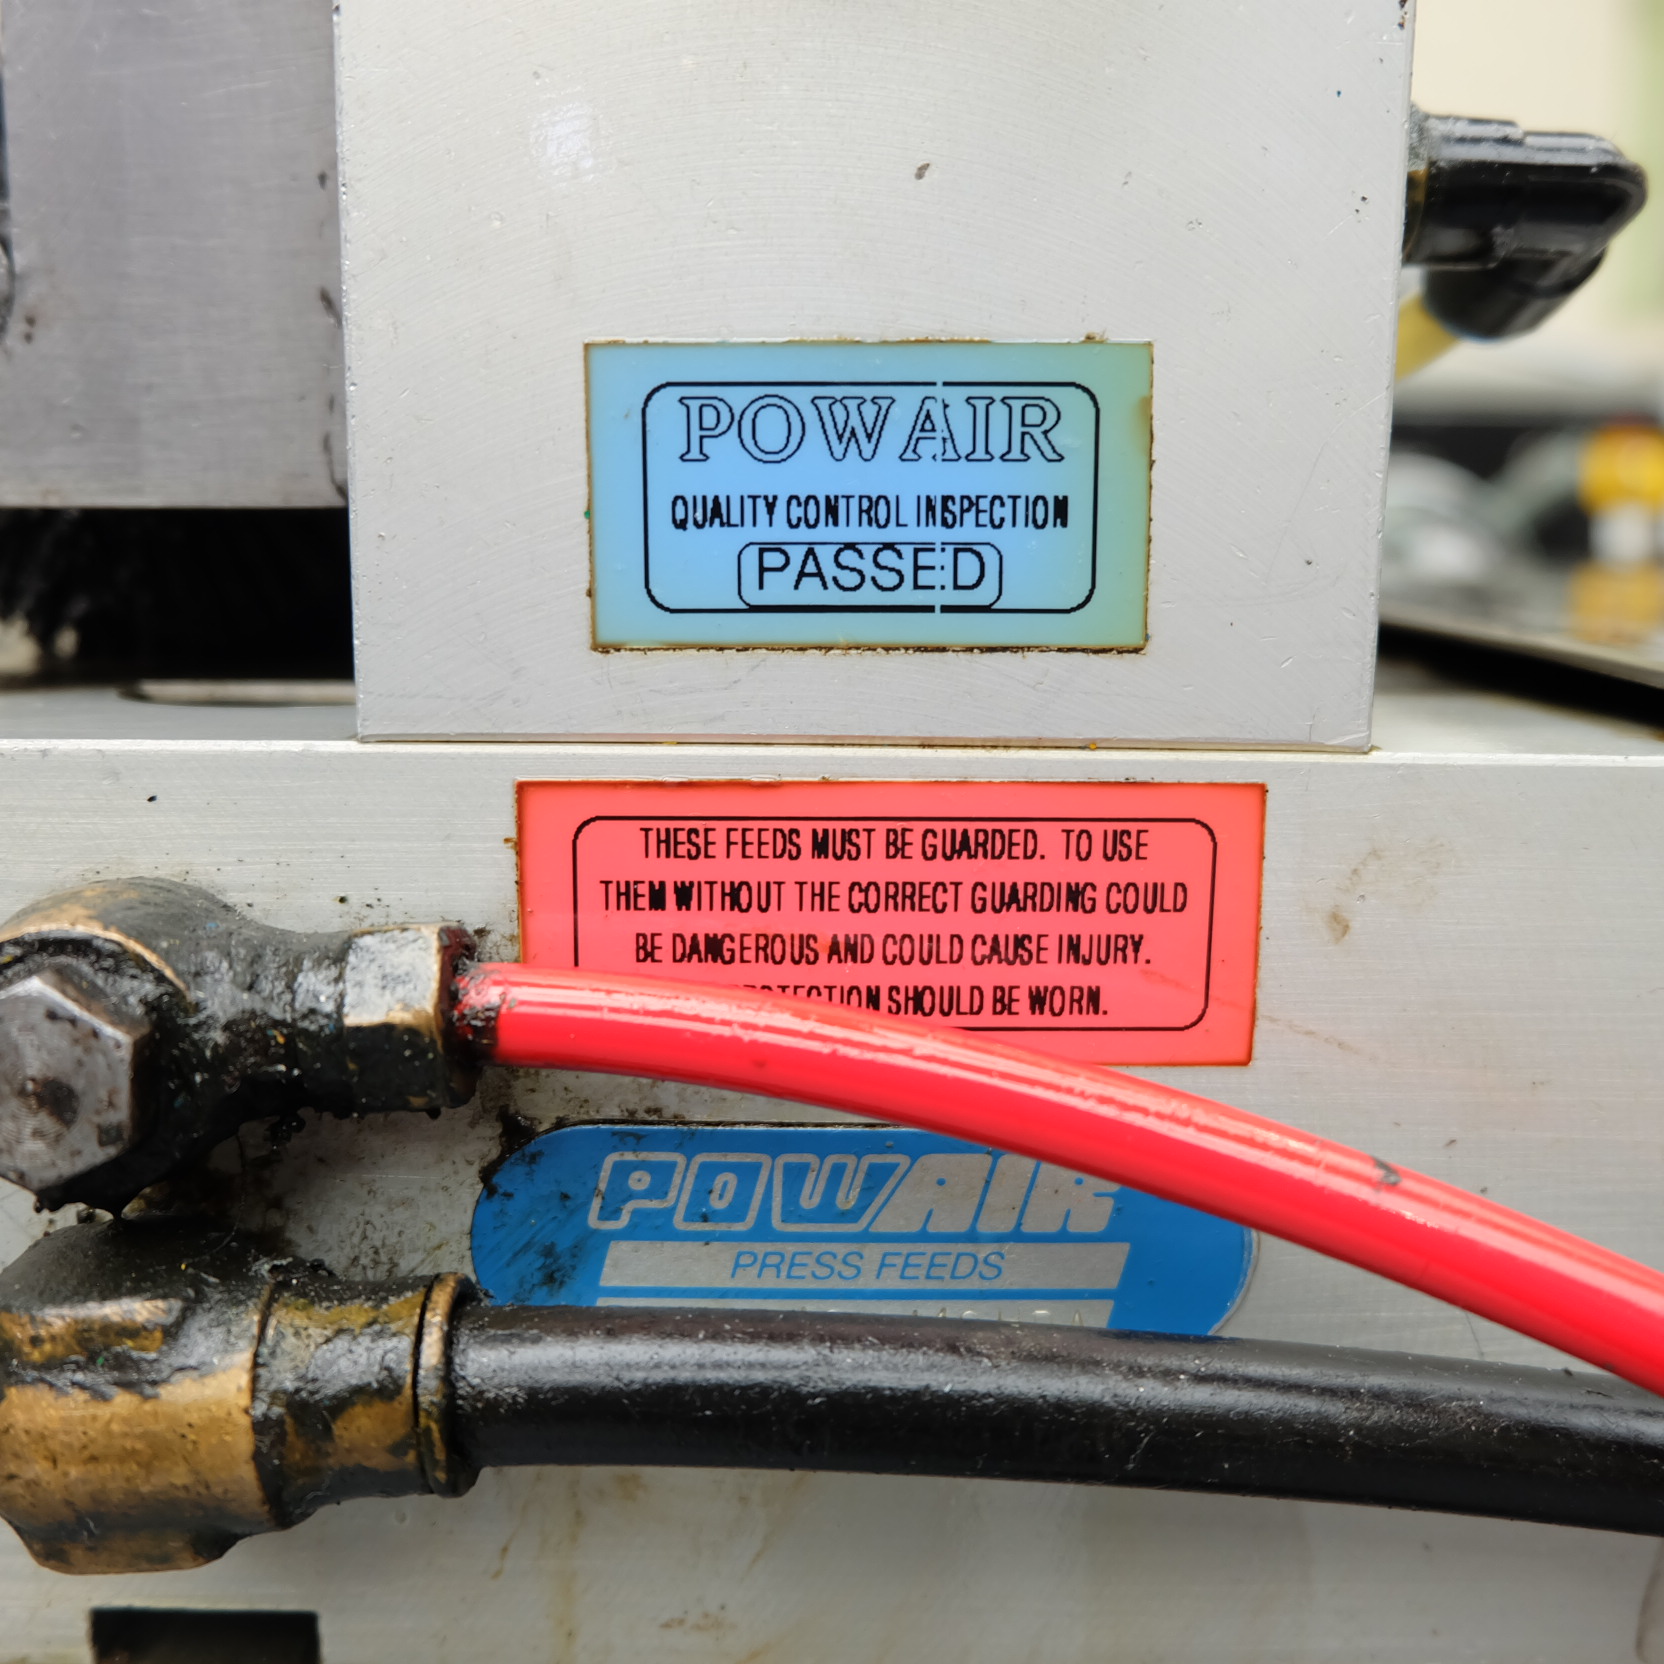 POWAIR
QUALITY CONTROL INSPECTION
PASSED
THESE FEEDS MUST BE GUARDED. TO USE
THEM WITHOUT THE CORRECT GUARDING COULD
BE DANGEROUS AND COULD CAUSE INJURY.
PROTECTION SHOULD BE WORN.
POWAIR
PRESS FEEDS